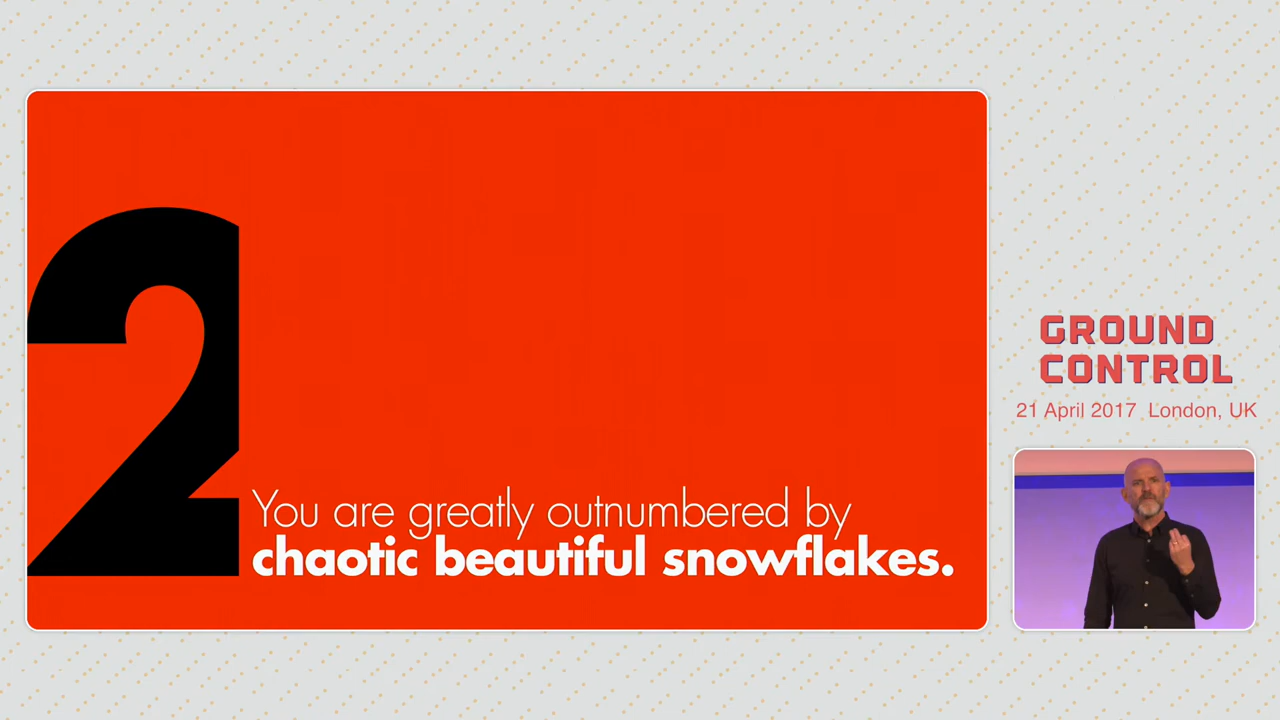 2
You are greatly outnumbered by
chaotic beautiful snowflakes.
GROUND
CONTROL
21 April 2017 London, UK